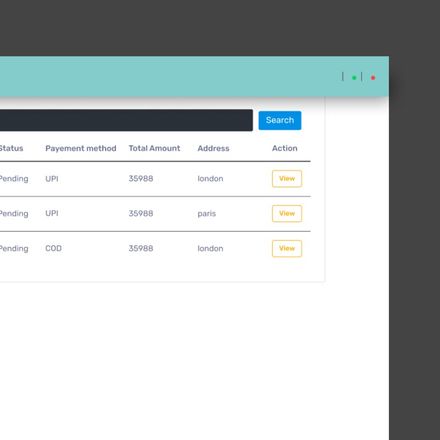 Search
Status Payement method Total Amount Address Action
Pending UPI 35988 london View
Pending UPI 35988 paris View
Pending COD 35988 london View